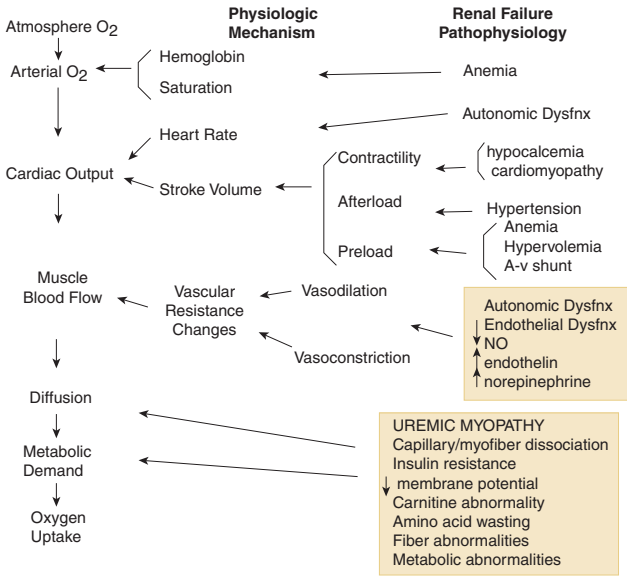 Physiologic
Mechanism
Renal Failure
Pathophysiology
Atmosphere O2
Arterial O2
Hemoglobin
Saturation
Anemia
Heart Rate
Autonomic Dysfnx
Cardiac Output
Stroke Volume
Contractility
Afterload
Preload
hypocalcemia
cardiomyopathy
Hypertension
Anemia
Hypervolemia
A-v shunt
Muscle
Blood Flow
Vascular
Resistance
Changes
Vasodilation
Vasoconstriction
Autonomic Dysfnx
↓ Endothelial Dysfnx
NO
↑ endothelin
↑ norepinephrine
Diffusion
Metabolic
Demand
Oxygen
Uptake
UREMIC MYOPATHY
Capillary/myofiber dissociation
Insulin resistance
↓ membrane potential
Carnitine abnormality
Amino acid wasting
Fiber abnormalities
Metabolic abnormalities